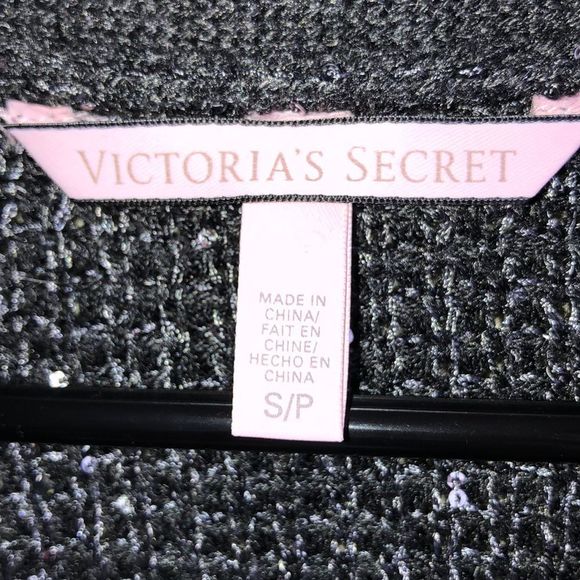 VICTORIA'S SECRET
MADE IN
CHINA/
FAIT EN
CHINE/
HECHO EN
CHINA
S/P